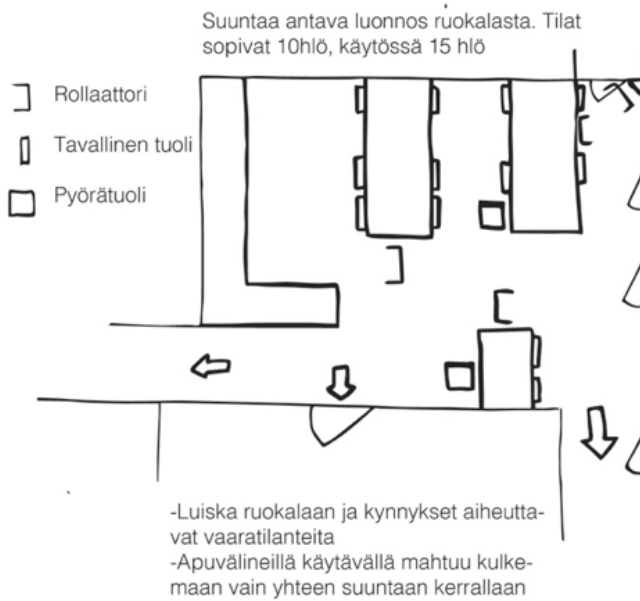 Suuntaa antava luonnos ruokalasta. Tilat
sopivat 10hlö, käytössä 15 hlö
Rollaattori
Tavallinen tuoli
Pyörätuoli
-Luiska ruokalaan ja kynnykset aiheutta-
vat vaaratilanteita
-Apuvälineillä käytävällä mahtuu kulke-
maan vain yhteen suuntaan kerrallaan